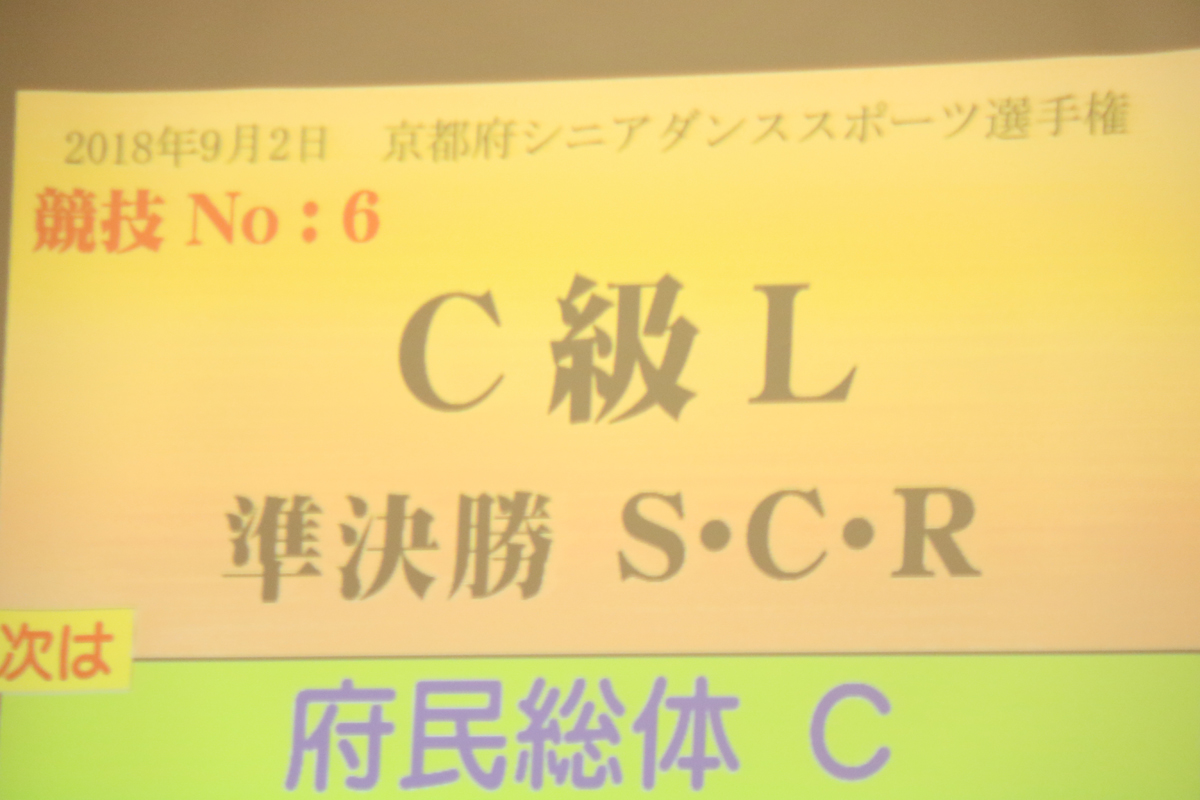 2018年9月2日　京都府シニアダンススポーツ選手権
競技 No：6
C 級 L
準決勝 S・C・R
次は
府民総体 C